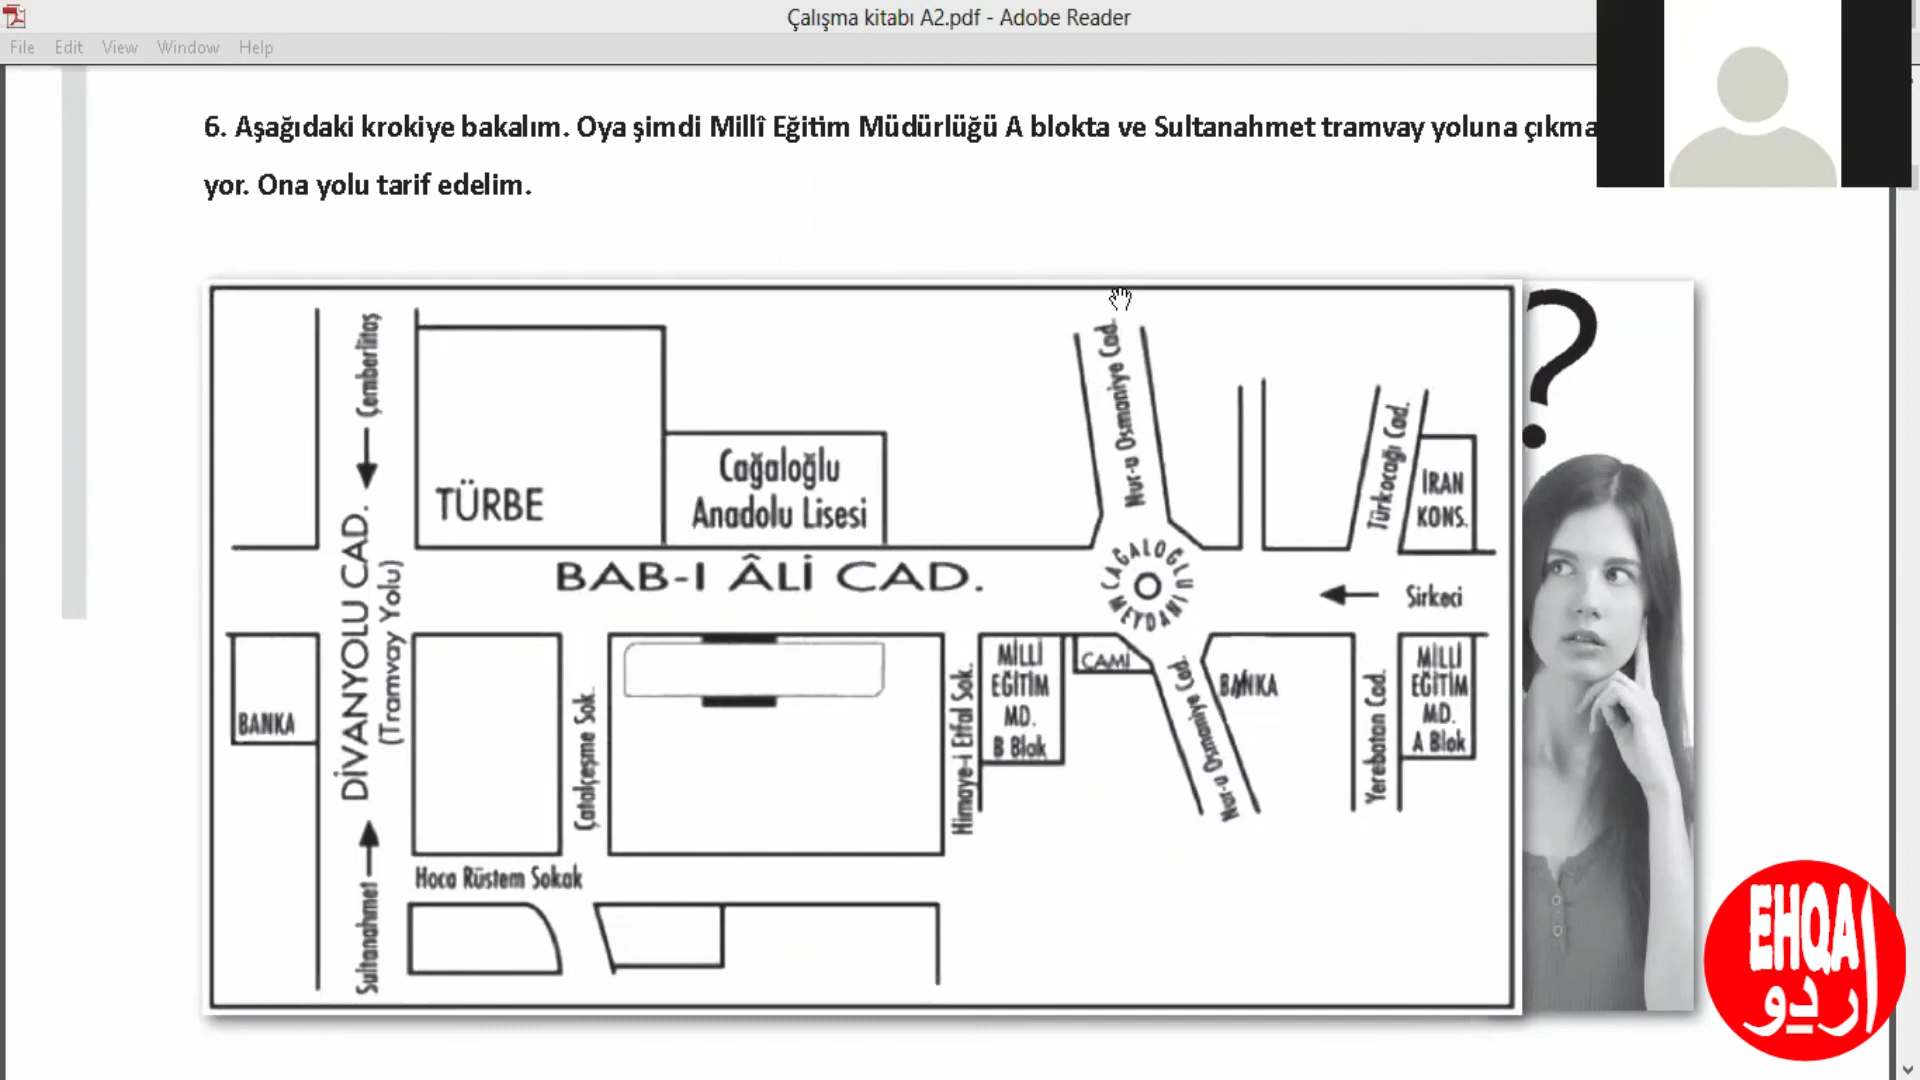 Çalışma kitabı A2.pdf - Adobe Reader
File Edit View Window Help
6. Aşağıdaki krokiye bakalım. Oya şimdi Millî Eğitim Müdürlüğü A blokta ve Sultanahmet tramvay yoluna çıkma
yor. Ona yolu tarif edelim.
?
Çemberlitaş
TÜRBE
Cağaloğlu
Anadolu Lisesi
Nur-u Osmaniye Cad.
Türkocağı Cad.
İRAN
KONS.
DİVANYOLU CAD.
(Tramvay Yolu)
BAB-I ÂLİ CAD.
CAĞALOĞLU
MEYDANI
Sirkeci
BANKA
Çatalçeşme Sok.
Himaye-i Etfal Sok.
MİLLİ
EĞİTİM
MD.
B Blok
CAMİ
Nur-u Osmaniye Cad.
BANKA
Yerebatan Cad.
MİLLİ
EĞİTİM
MD.
A Blok
Hoca Rüstem Sokak
Sultanahmet
EHQA
اردو